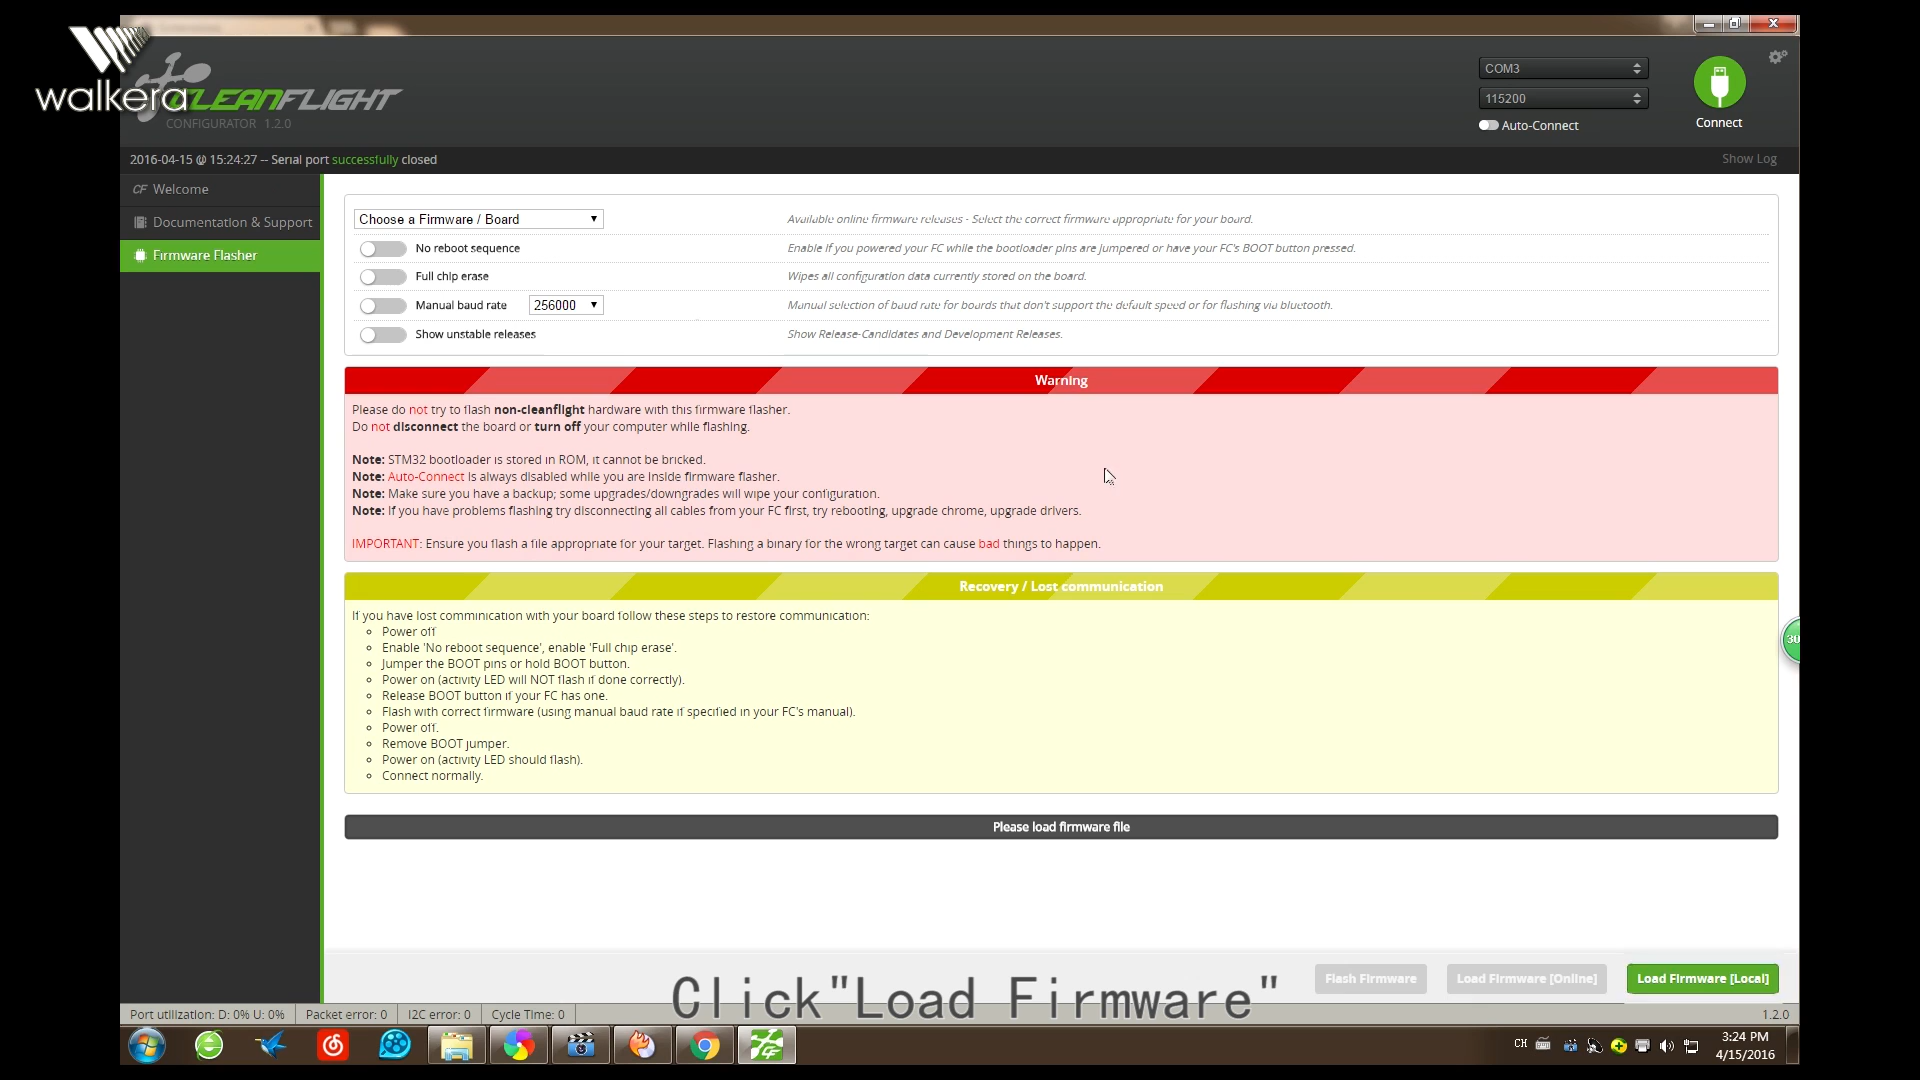 walkera
CLEANFLIGHT
CONFIGURATOR 1.2.0
COM3
115200
Auto-Connect
Connect
2016-04-15 @ 15:24:27 -- Serial port successfully closed
Show Log
CF Welcome
Documentation & Support
Firmware Flasher
Choose a Firmware / Board
Available online firmware releases - Select the correct firmware appropriate for your board.
No reboot sequence
Enable if you powered your FC while the bootloader pins are jumpered or have your FC's BOOT button pressed.
Full chip erase
Wipes all configuration data currently stored on the board.
Manual baud rate 256000
Manual selection of baud rate for boards that don't support the default speed or for flashing via bluetooth.
Show unstable releases
Show Release-Candidates and Development Releases.
Warning
Please do not try to flash non-cleanflight hardware with this firmware flasher.
Do not disconnect the board or turn off your computer while flashing.
Note: STM32 bootloader is stored in ROM, it cannot be bricked.
Note: Auto-Connect is always disabled while you are inside firmware flasher.
Note: Make sure you have a backup; some upgrades/downgrades will wipe your configuration.
Note: If you have problems flashing try disconnecting all cables from your FC first, try rebooting, upgrade chrome, upgrade drivers.
IMPORTANT: Ensure you flash a file appropriate for your target. Flashing a binary for the wrong target can cause bad things to happen.
Recovery / Lost communication
If you have lost commınication with your board follow these steps to restore communication:
Power off
Enable 'No reboot sequence', enable 'Full chip erase'.
Jumper the BOOT pins or hold BOOT button.
Power on (activity LED will NOT flash if done correctly).
Release BOOT button if your FC has one.
Flash with correct firmware (using manual baud rate if specified in your FC's manual).
Power off.
Remove BOOT jumper.
Power on (activity LED should flash).
Connect normally.
Please load firmware file
Flash Firmware
Load Firmware [Online]
Load Firmware [Local]
Click"Load Firmware"
Port utilization: D: 0% U: 0%
Packet error: 0
I2C error: 0
Cycle Time: 0
1.2.0
CH
3:24 PM
4/15/2016